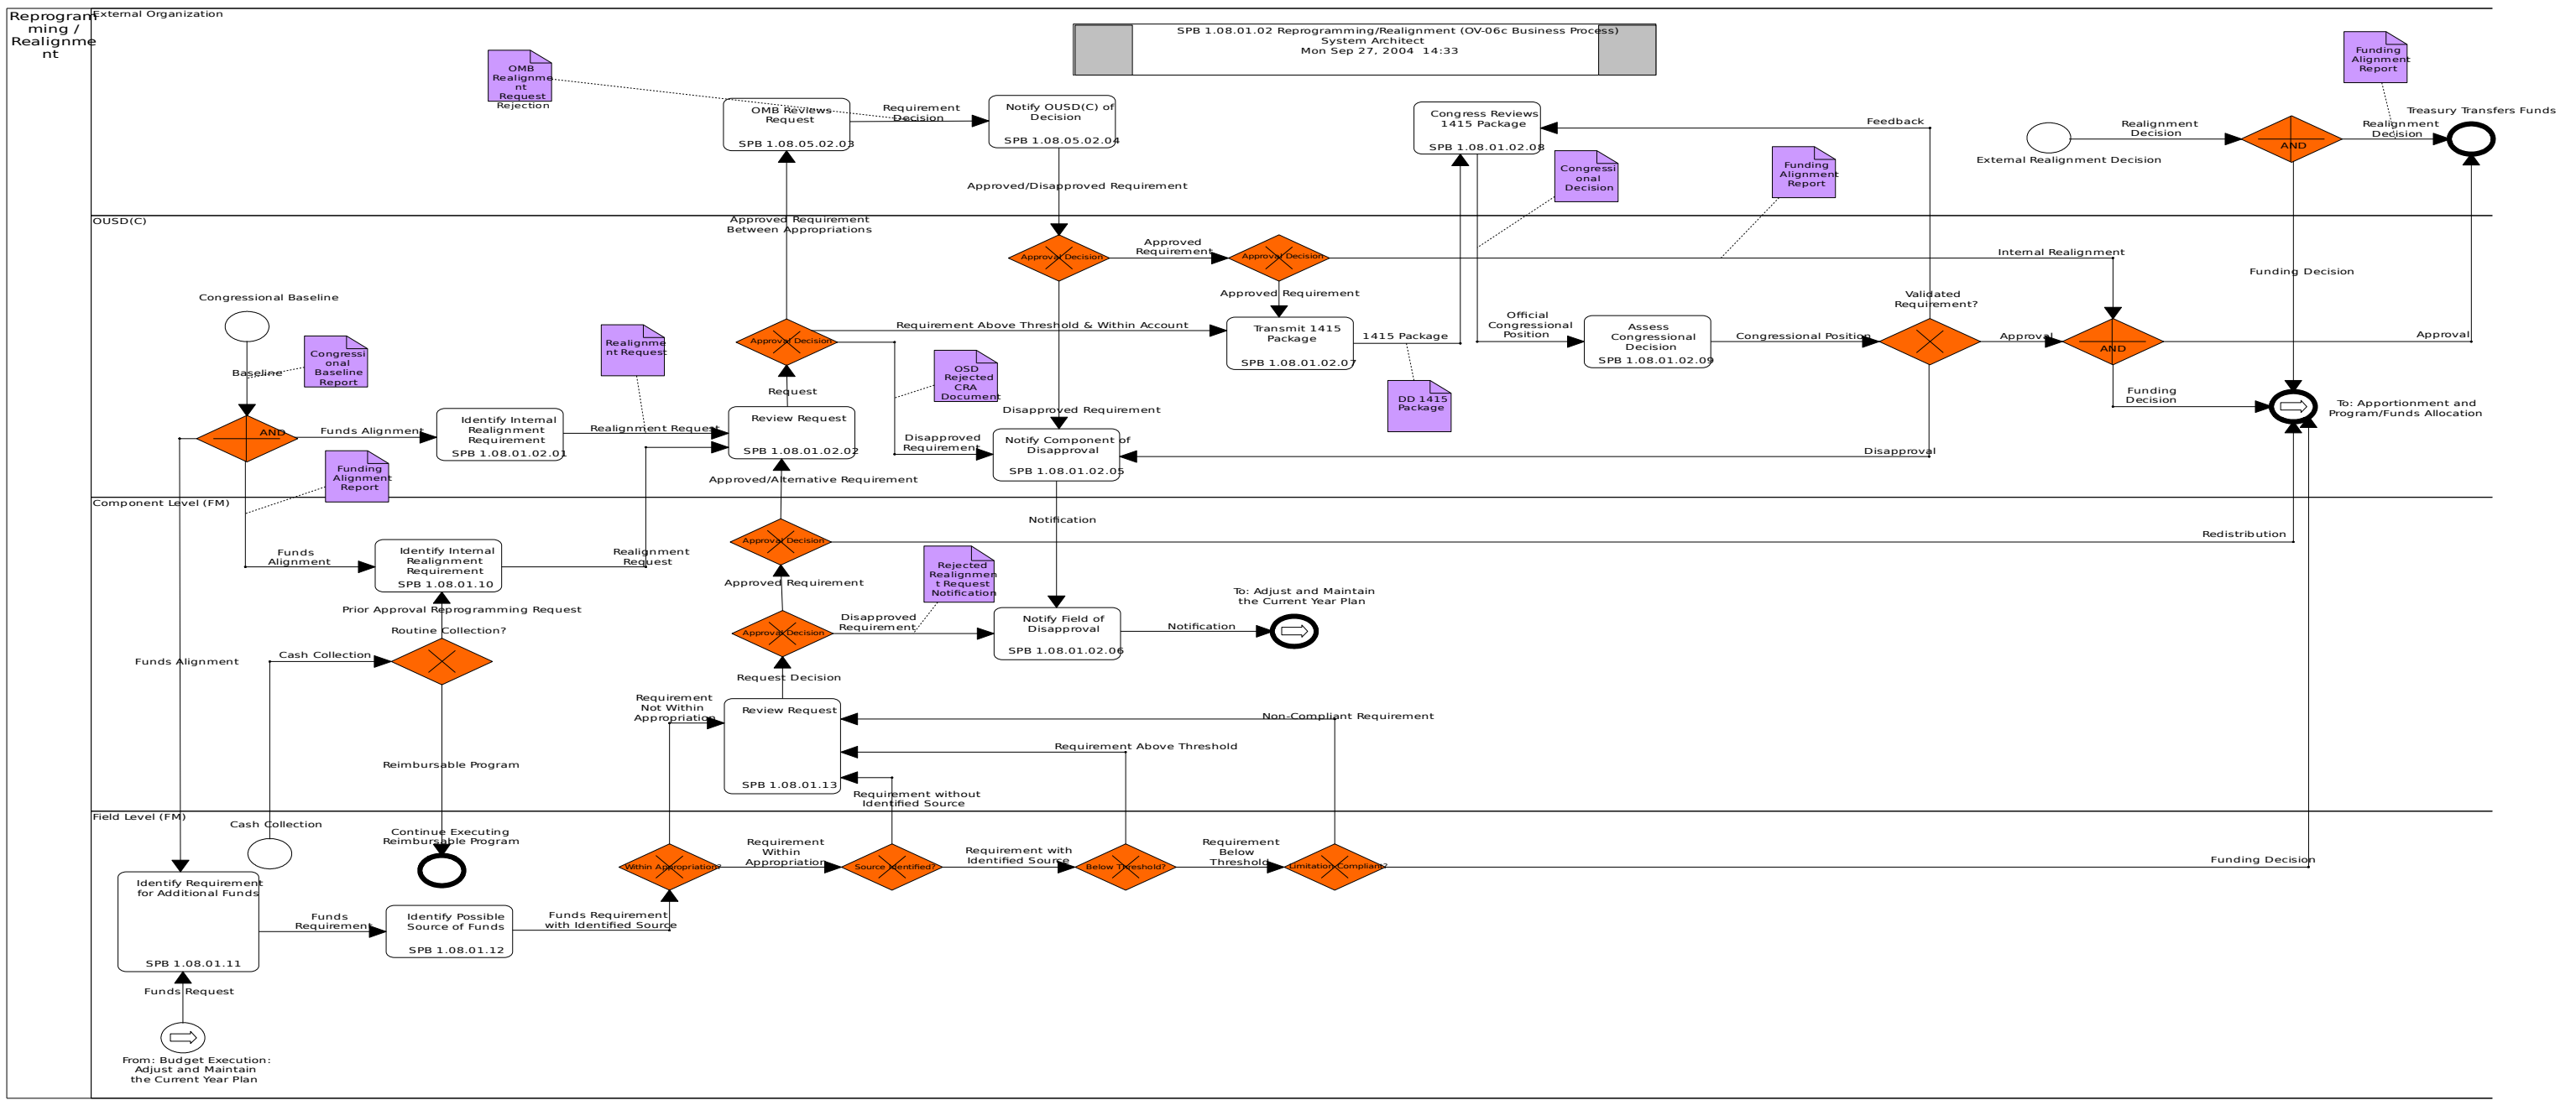 Reprogram
ming /
Realignme
nt
External Organization
SPB 1.08.01.02 Reprogramming/Realignment (OV-06c Business Process)
System Architect
Mon Sep 27, 2004  14:33
OMB
Realignme
nt
Request
Rejection
OMB Reviews
Request
SPB 1.08.05.02.03
Requirement
Decision
Notify OUSD(C) of
Decision
SPB 1.08.05.02.04
Approved/Disapproved Requirement
Congress Reviews
1415 Package
SPB 1.08.01.02.08
Feedback
Congressi
onal
Decision
Funding
Alignment
Report
External Realignment Decision
Realignment
Decision
AND
Funding
Alignment
Report
Realignment
Decision
Treasury Transfers Funds
OUSD(C)
Approved Requirement
Between Appropriations
Approval Decision
Approved
Requirement
Approval Decision
Internal Realignment
Funding Decision
Approved Requirement
Congressional Baseline
Baseline
Congressi
onal
Baseline
Report
AND
Funds Alignment
Identify Internal
Realignment
Requirement
SPB 1.08.01.02.01
Realignme
nt Request
Realignment Request
Approval Decision
Requirement Above Threshold & Within Account
Request
Review Request
SPB 1.08.01.02.02
OSD
Rejected
CRA
Document
Disapproved
Requirement
Disapproved Requirement
Notify Component of
Disapproval
SPB 1.08.01.02.05
Transmit 1415
Package
SPB 1.08.01.02.07
1415 Package
DD 1415
Package
Official
Congressional
Position
Assess
Congressional
Decision
SPB 1.08.01.02.09
Congressional Position
Validated
Requirement?
Approval
AND
Approval
Funding
Decision
Disapproval
To: Apportionment and
Program/Funds Allocation
Funding
Alignment
Report
Approved/Alternative Requirement
Component Level (FM)
Notification
Approval Decision
Redistribution
Funds
Alignment
Identify Internal
Realignment
Requirement
SPB 1.08.01.10
Realignment
Request
Approved Requirement
Rejected
Realignmen
t Request
Notification
Prior Approval Reprogramming Request
Routine Collection?
Approval Decision
Disapproved
Requirement
Notify Field of
Disapproval
SPB 1.08.01.02.06
Notification
To: Adjust and Maintain
the Current Year Plan
Funds Alignment
Cash Collection
Request Decision
Requirement
Not Within
Appropriation
Review Request
SPB 1.08.01.13
Non-Compliant Requirement
Requirement Above Threshold
Reimbursable Program
Requirement without
Identified Source
Field Level (FM)
Cash Collection
Continue Executing
Reimbursable Program
Within Appropriation?
Requirement
Within
Appropriation
Source Identified?
Requirement with
Identified Source
Below Threshold?
Requirement
Below
Threshold
Limitation Compliant?
Funding Decision
Identify Requirement
for Additional Funds
SPB 1.08.01.11
Funds
Requirement
Identify Possible
Source of Funds
SPB 1.08.01.12
Funds Requirement
with Identified Source
Funds Request
From: Budget Execution:
Adjust and Maintain
the Current Year Plan